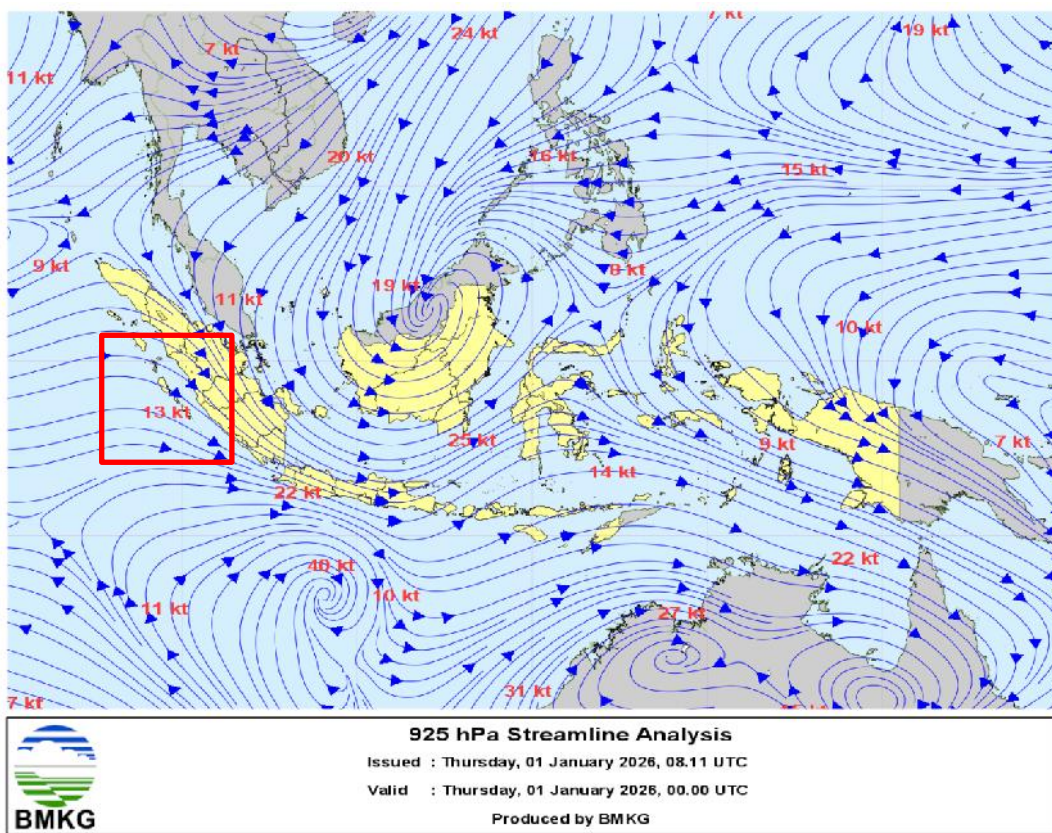 7 kt
24 kt
19 kt
7 kt
11 kt
20 kt
16 kt
15 kt
9 kt
8 kt
19 kt
11 kt
10 kt
13 kt
25 kt
9 kt
7 kt
14 kt
22 kt
22 kt
40 kt
10 kt
11 kt
27 kt
31 kt
7 kt
925 hPa Streamline Analysis
Issued : Thursday, 01 January 2026, 08.11 UTC
Valid : Thursday, 01 January 2026, 00.00 UTC
Produced by BMKG
BMKG